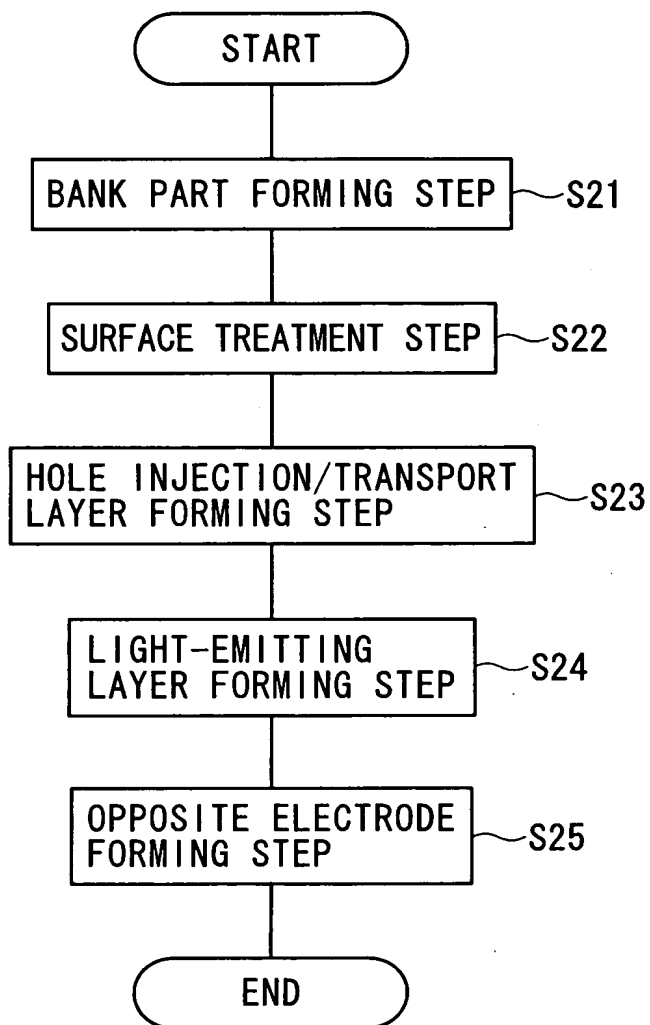 START
BANK PART FORMING STEP
S21
SURFACE TREATMENT STEP
S22
HOLE INJECTION/TRANSPORT
LAYER FORMING STEP
S23
LIGHT-EMITTING
LAYER FORMING STEP
S24
OPPOSITE ELECTRODE
FORMING STEP
S25
END